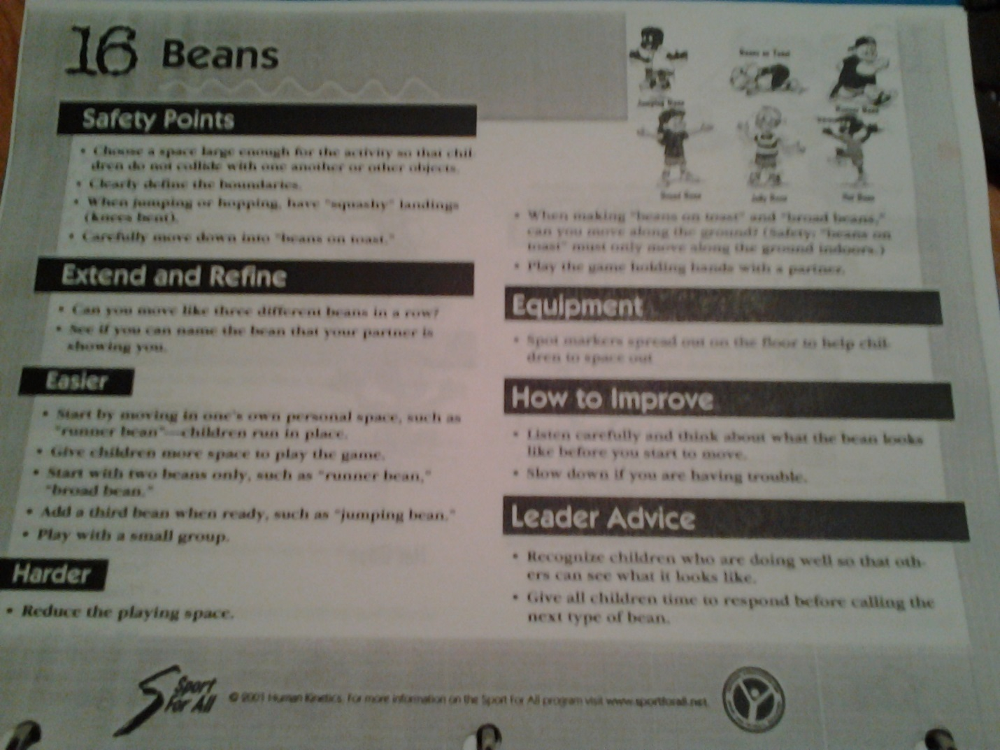 16 Beans
Safety Points
• Choose a space large enough for the activity so that chil-
dren do not collide with one another or other objects.
• Clearly define the boundaries.
• When jumping or hopping, have "squashy" landings
(knees bent).
• Carefully move down into "beans on toast."
Extend and Refine
• Can you move like three different beans in a row?
• See if you can name the bean that your partner is
showing you.
Easier
• Start by moving in one's own personal space, such as
"runner bean"—children run in place.
• Give children more space to play the game.
• Start with two beans only, such as "runner bean,"
"broad bean."
• Add a third bean when ready, such as "jumping bean."
• Play with a small group.
Harder
• Reduce the playing space.
Beans on Toast
Jumping Bean
Runner Bean
Broad Bean
Jelly Bean
• When making "beans on toast" and "broad beans,"
can you move along the ground? (Safety: "beans on
toast" must only move along the ground indoors.)
• Play the game holding hands with a partner.
Equipment
• Spot markers spread out on the floor to help chil-
dren to space out
How to Improve
• Listen carefully and think about what the bean looks
like before you start to move.
• Slow down if you are having trouble.
Leader Advice
• Recognize children who are doing well so that oth-
ers can see what it looks like.
• Give all children time to respond before calling the
next type of bean.
Sport
For All
© 2001 Human Kinetics. For more information on the Sport For All program visit www.sportforall.net.